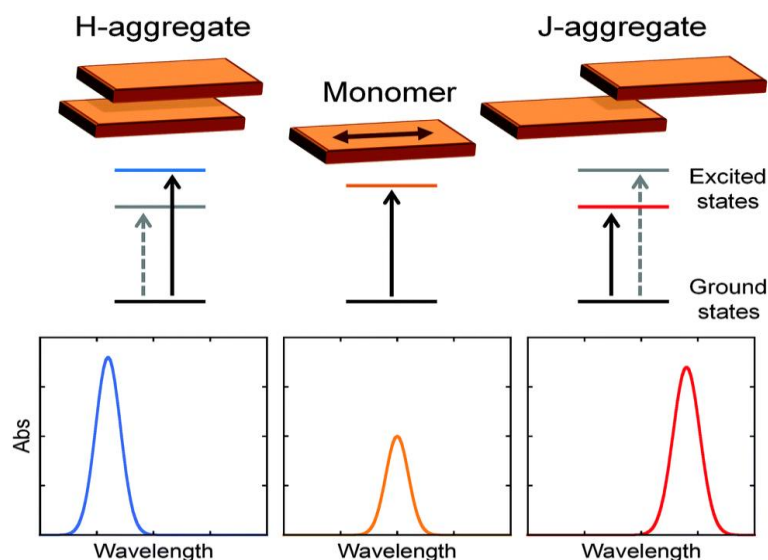 H-aggregate
Monomer
J-aggregate
Excited
states
Ground
states
Abs
Wavelength
Wavelength
Wavelength